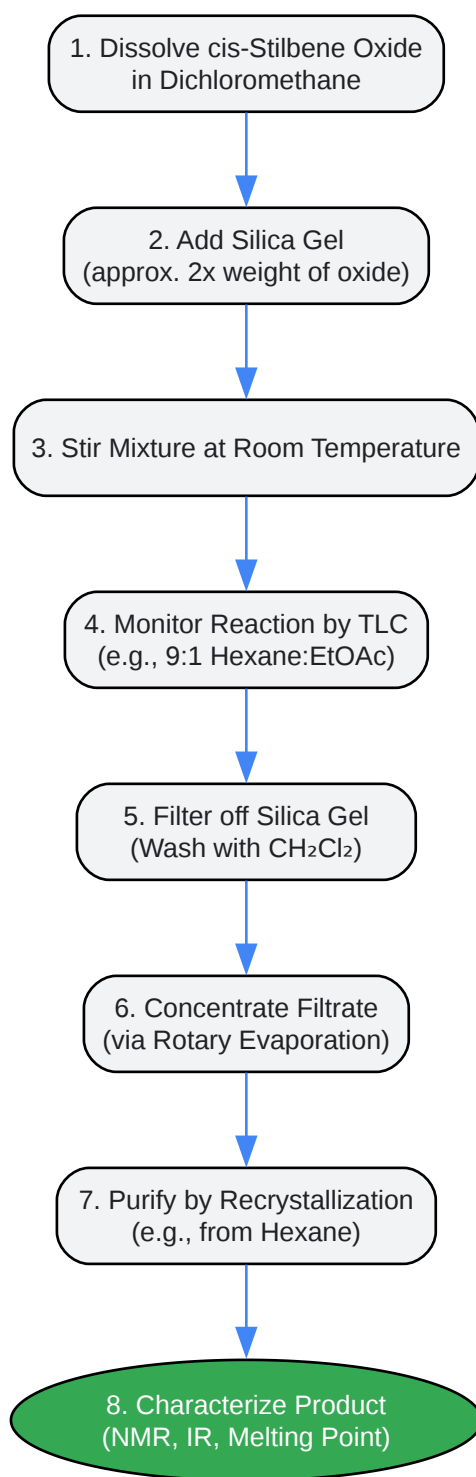 1. Dissolve cis-Stilbene Oxide
in Dichloromethane
2. Add Silica Gel
(approx. 2x weight of oxide)
3. Stir Mixture at Room Temperature
4. Monitor Reaction by TLC
(e.g., 9:1 Hexane:EtOAc)
5. Filter off Silica Gel
(Wash with CH₂Cl₂)
6. Concentrate Filtrate
(via Rotary Evaporation)
7. Purify by Recrystallization
(e.g., from Hexane)
8. Characterize Product
(NMR, IR, Melting Point)